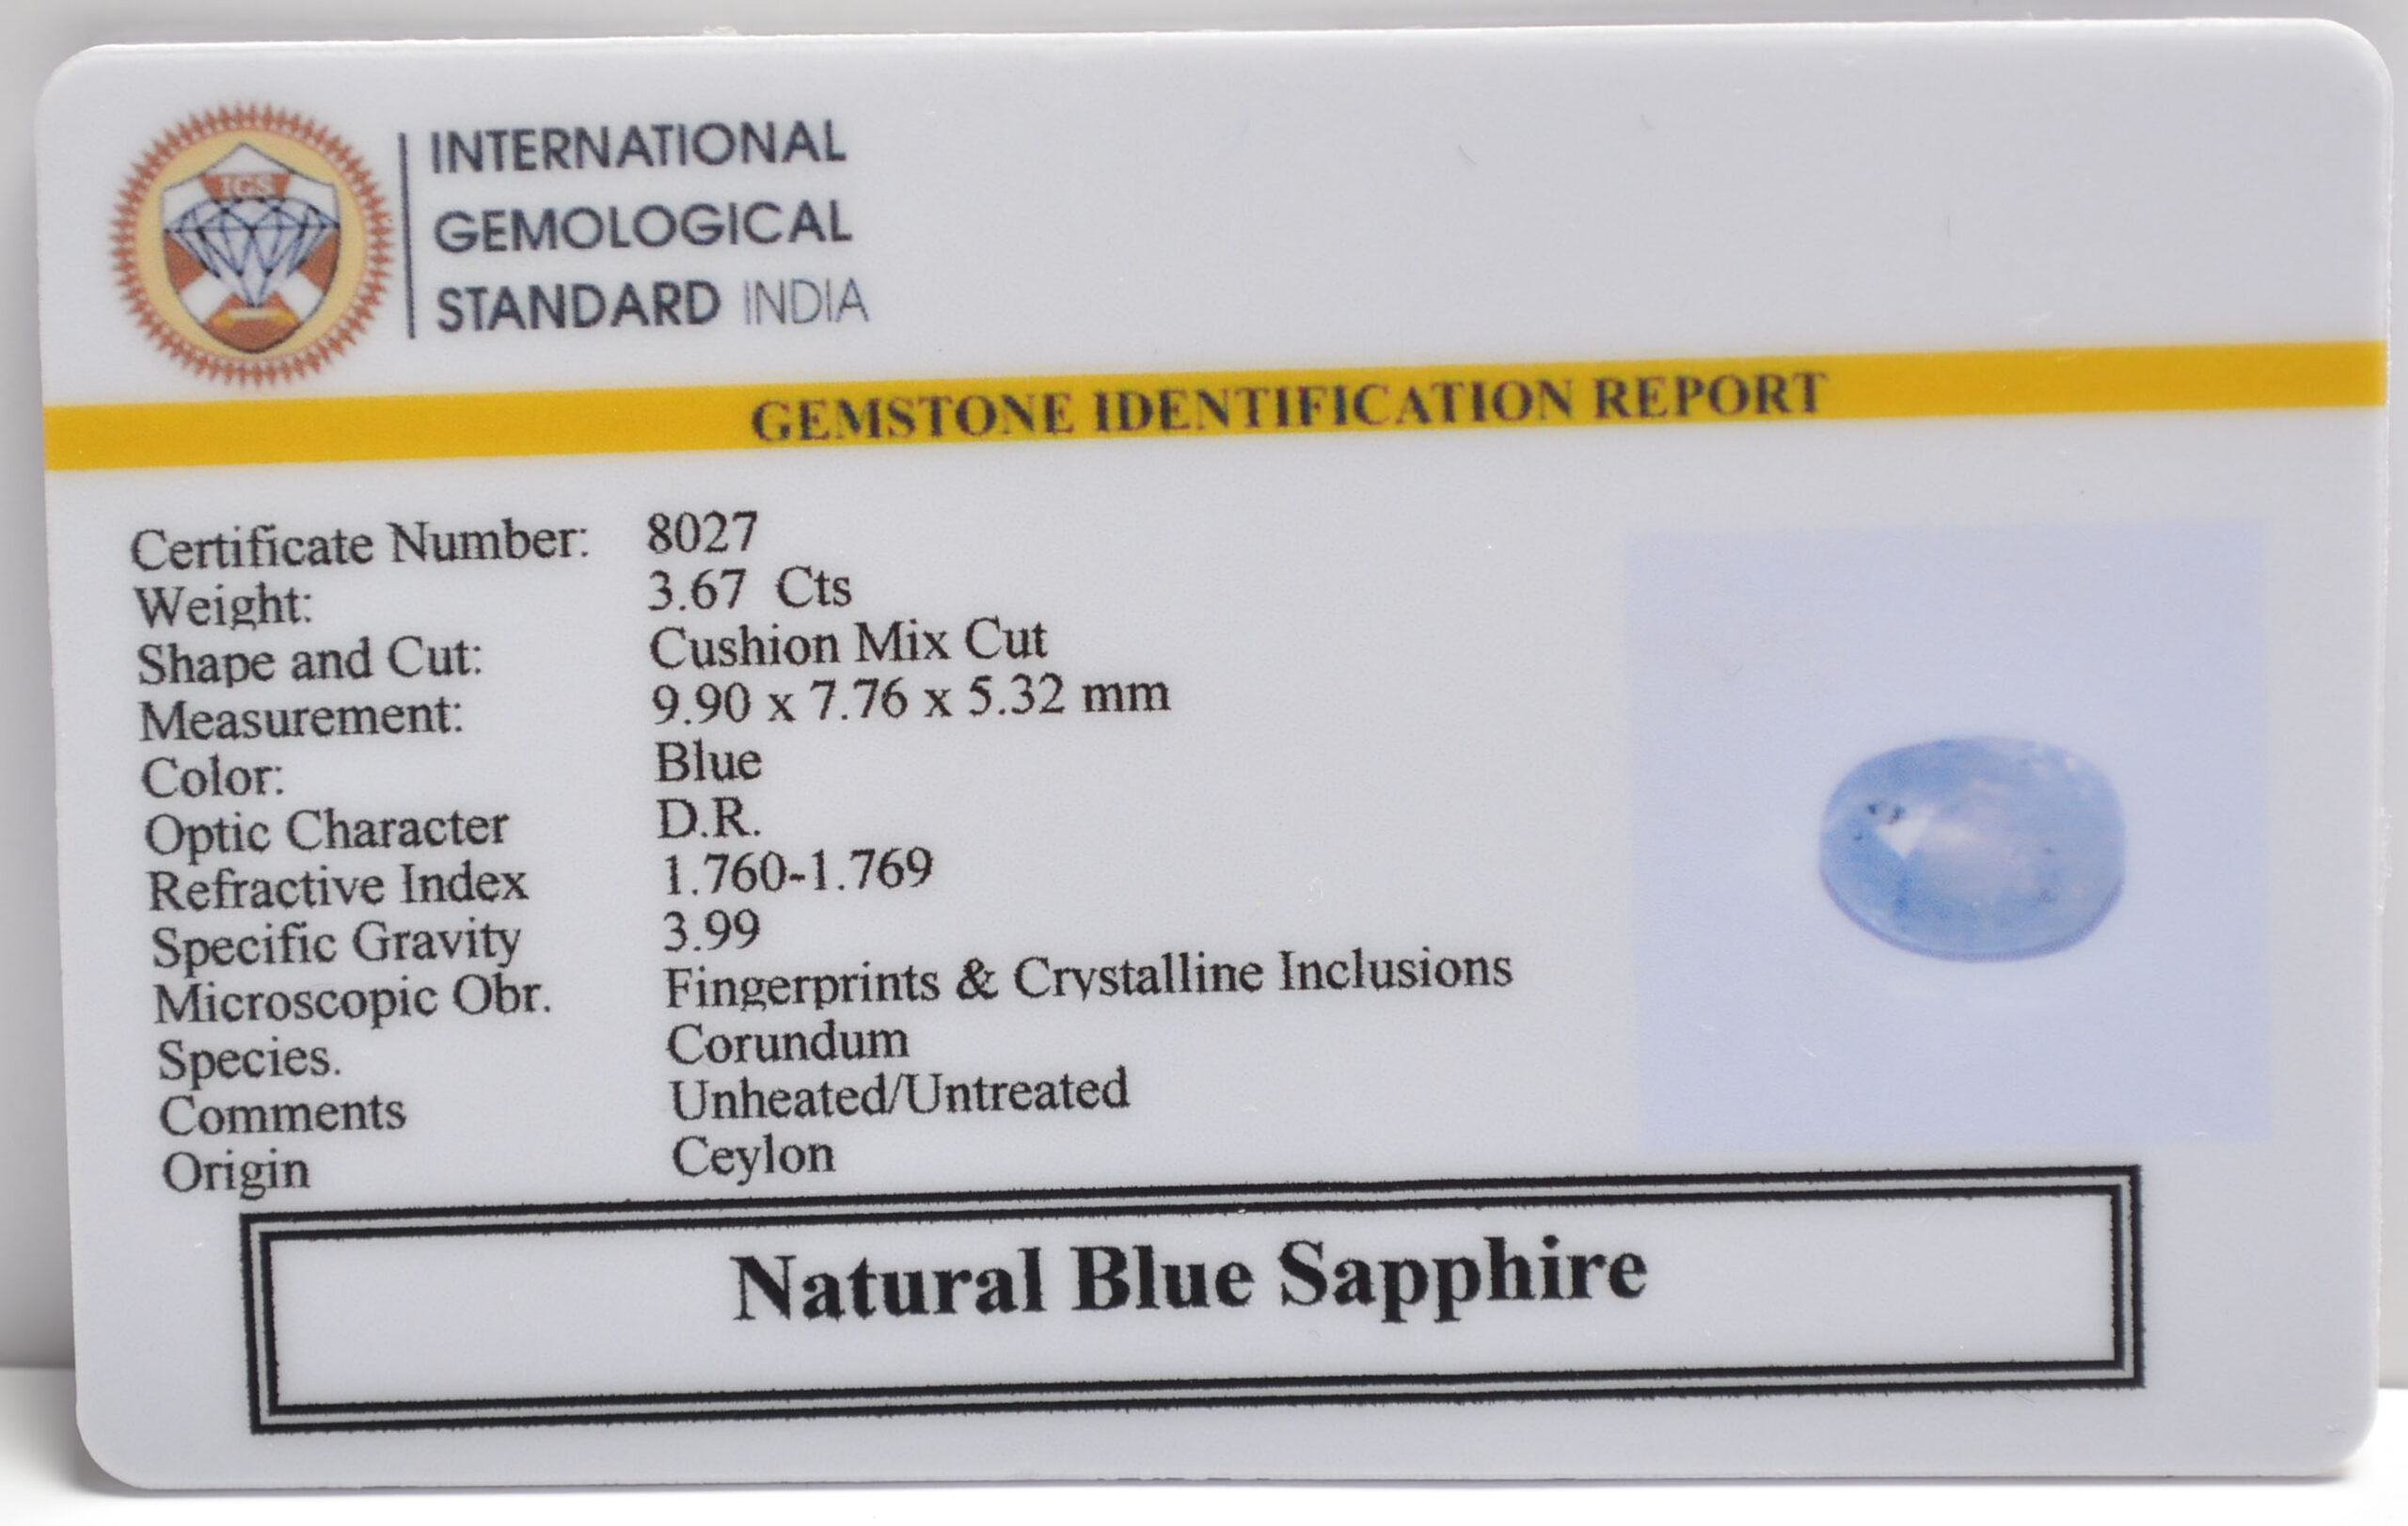 IGS
INTERNATIONAL
GEMOLOGICAL
STANDARD INDIA
GEMSTONE IDENTIFICATION REPORT
Certificate Number: 8027
Weight: 3.67 Cts
Shape and Cut: Cushion Mix Cut
Measurement: 9.90 x 7.76 x 5.32 mm
Color: Blue
Optic Character D.R.
Refractive Index 1.760-1.769
Specific Gravity 3.99
Microscopic Obr. Fingerprints & Crystalline Inclusions
Species. Corundum
Comments Unheated/Untreated
Origin Ceylon
Natural Blue Sapphire